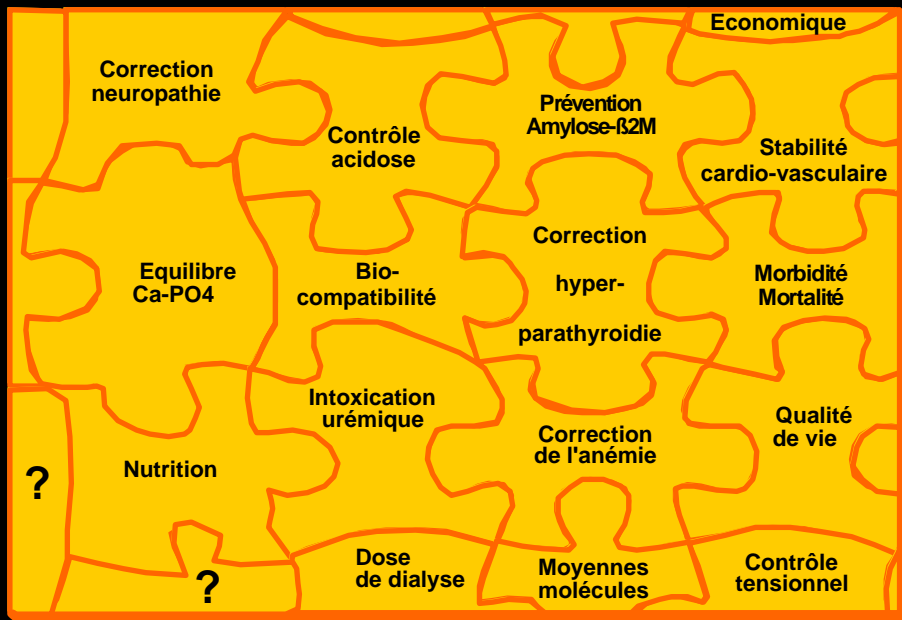 Economique
Correction
neuropathie
Contrôle
acidose
Prévention
Amylose-ß2M
Stabilité
cardio-vasculaire
Equilibre
Ca-PO4
Bio-
compatibilité
Correction
hyper-
parathyroidie
Morbidité
Mortalité
Intoxication
urémique
Correction
de l'anémie
Qualité
de vie
?
Nutrition
?
Dose
de dialyse
Moyennes
molécules
Contrôle
tensionnel